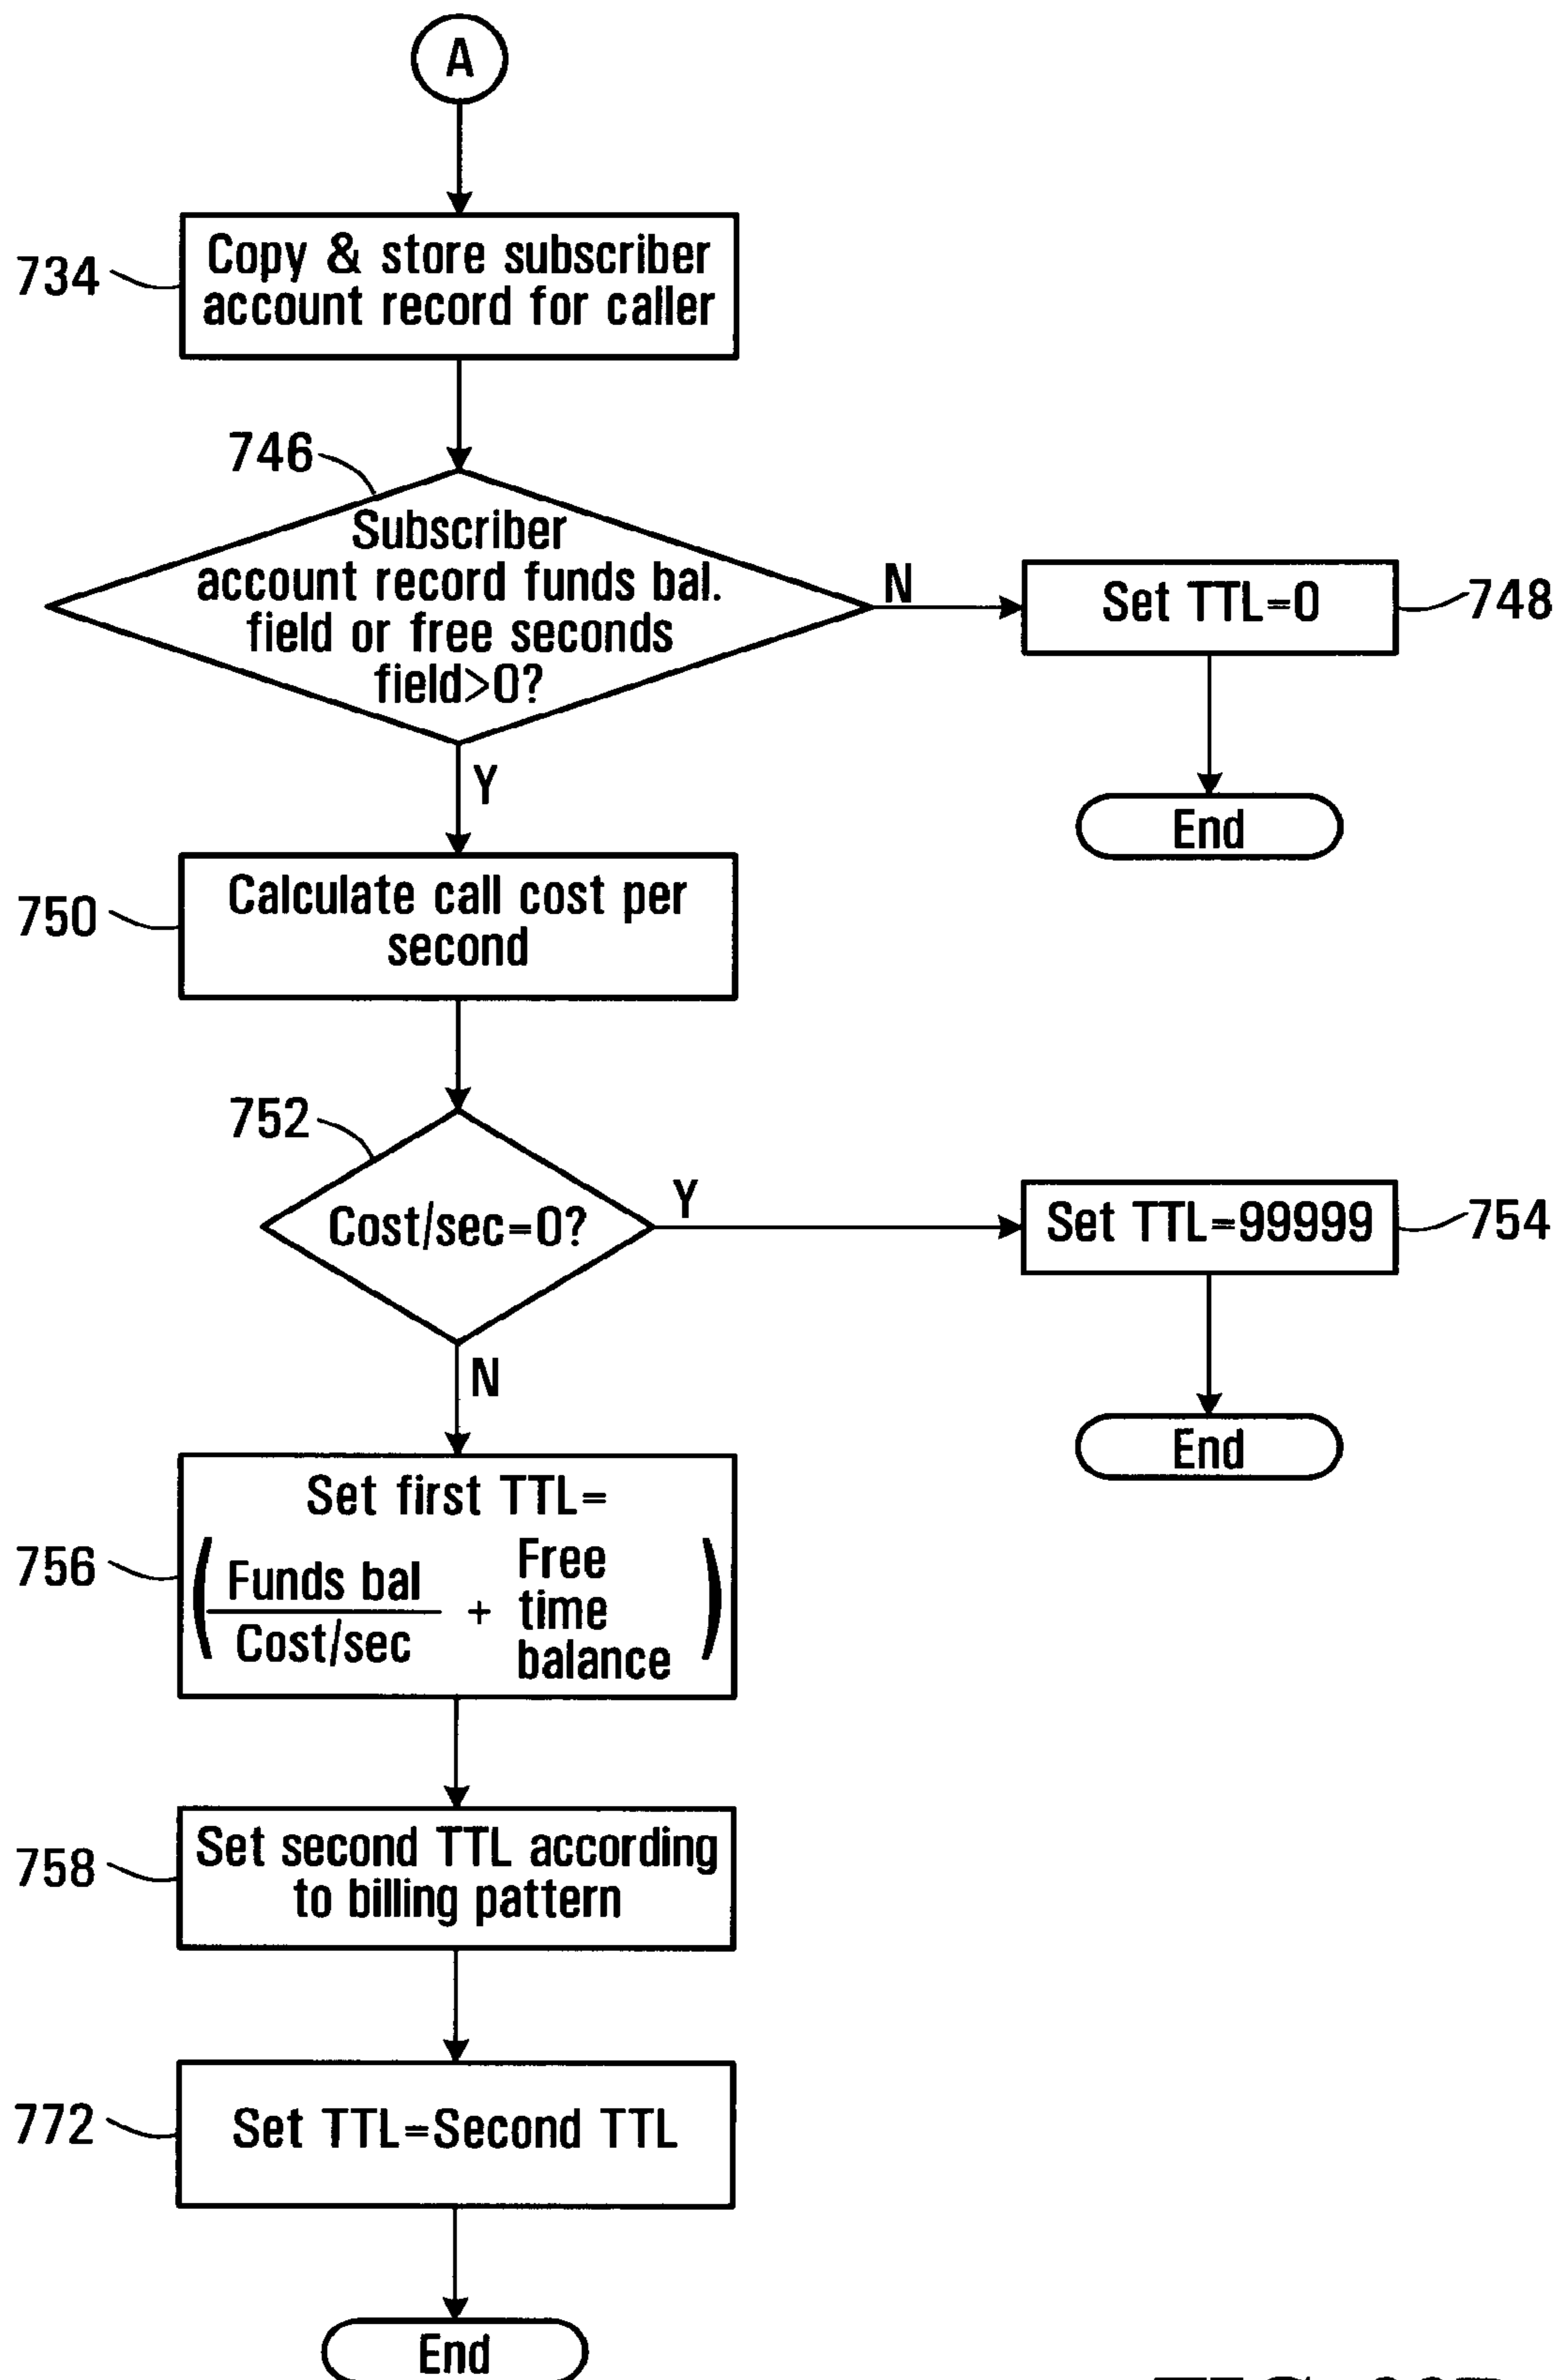 A
734
Copy & store subscriber
account record for caller
746
Subscriber
account record funds bal.
field or free seconds
field>0?
N
Set TTL=0
748
End
Y
750
Calculate call cost per
second
752
Cost/sec=0?
Y
Set TTL=99999
754
End
N
756
Set first TTL=
( Funds bal
Cost/sec
+
Free
time
balance )
758
Set second TTL according
to billing pattern
772
Set TTL=Second TTL
End